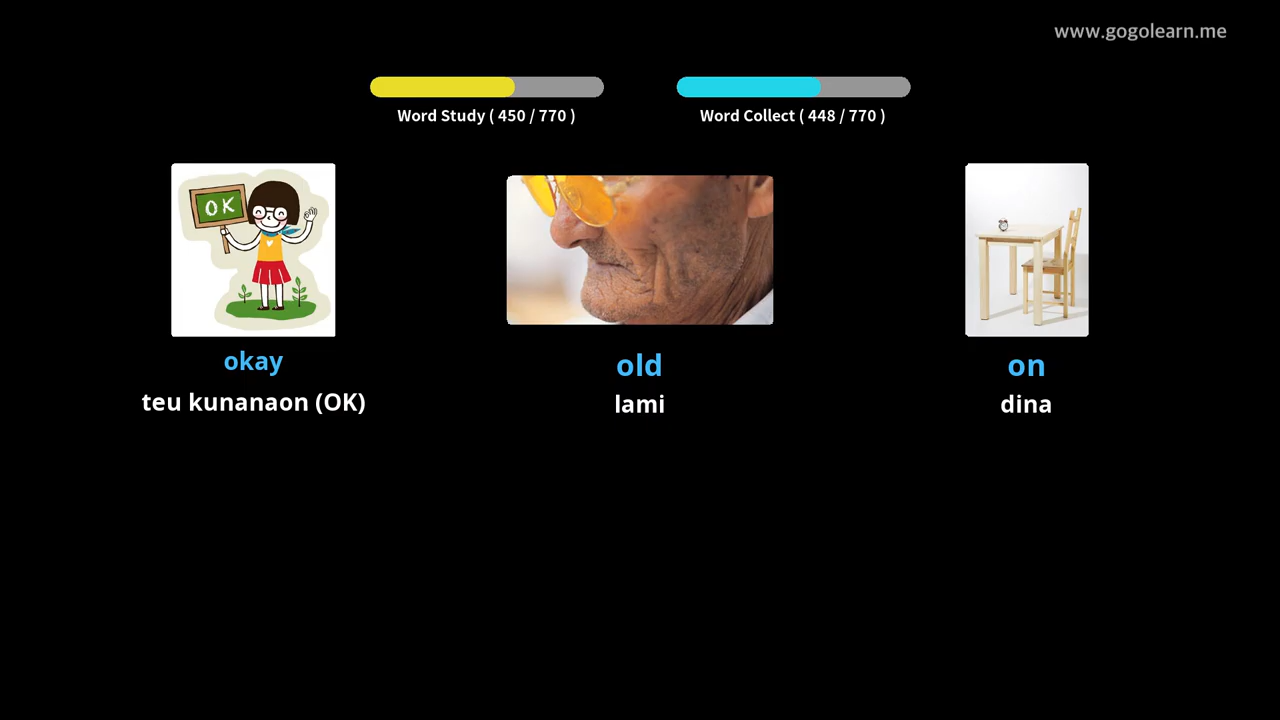 www.gogolearn.me
Word Study ( 450 / 770 )
Word Collect ( 448 / 770 )
OK
okay
old
on
teu kunanaon (OK)
lami
dina